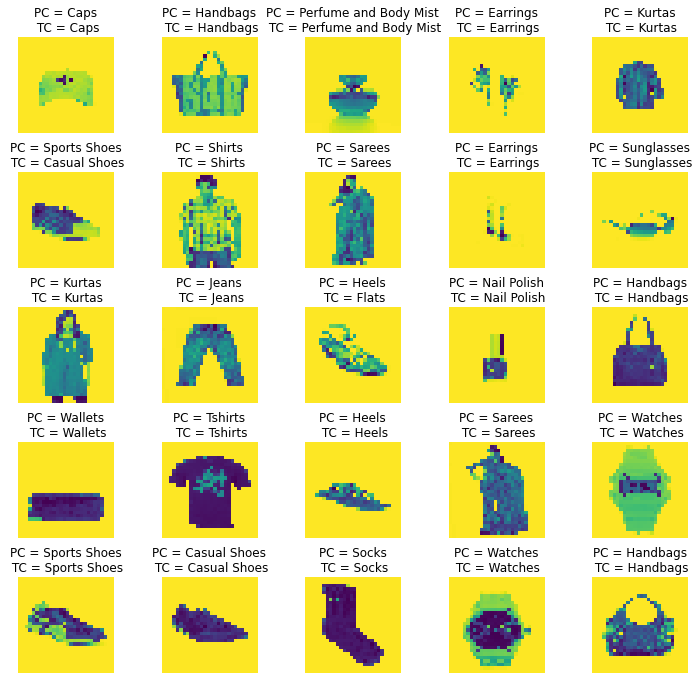 PC = Caps
TC = Caps
PC = Handbags
TC = Handbags
PC = Perfume and Body Mist
TC = Perfume and Body Mist
PC = Earrings
TC = Earrings
PC = Kurtas
TC = Kurtas
PC = Sports Shoes
TC = Casual Shoes
PC = Shirts
TC = Shirts
PC = Sarees
TC = Sarees
PC = Earrings
TC = Earrings
PC = Sunglasses
TC = Sunglasses
PC = Kurtas
TC = Kurtas
PC = Jeans
TC = Jeans
PC = Heels
TC = Flats
PC = Nail Polish
TC = Nail Polish
PC = Handbags
TC = Handbags
PC = Wallets
TC = Wallets
PC = Tshirts
TC = Tshirts
PC = Heels
TC = Heels
PC = Sarees
TC = Sarees
PC = Watches
TC = Watches
PC = Sports Shoes
TC = Sports Shoes
PC = Casual Shoes
TC = Casual Shoes
PC = Socks
TC = Socks
PC = Watches
TC = Watches
PC = Handbags
TC = Handbags